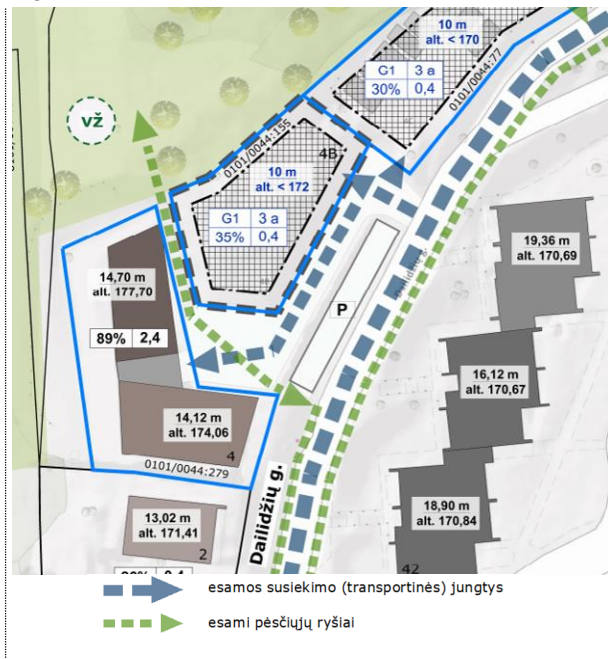 10 m
alt. < 170
G1 3 a
30% 0,4
0101/0044:77
vž
0101/0044:155
4B
10 m
alt. < 172
G1 3 a
35% 0,4
19,36 m
alt. 170,69
14,70 m
alt. 177,70
P
Dailidžių g.
89% 2,4
16,12 m
alt. 170,67
14,12 m
alt. 174,06
4
0101/0044:279
Dailidžių g.
13,02 m
alt. 171,41
2
18,90 m
alt. 170,84
42
esamos susiekimo (transportinės) jungtys
esami pėsčiųjų ryšiai